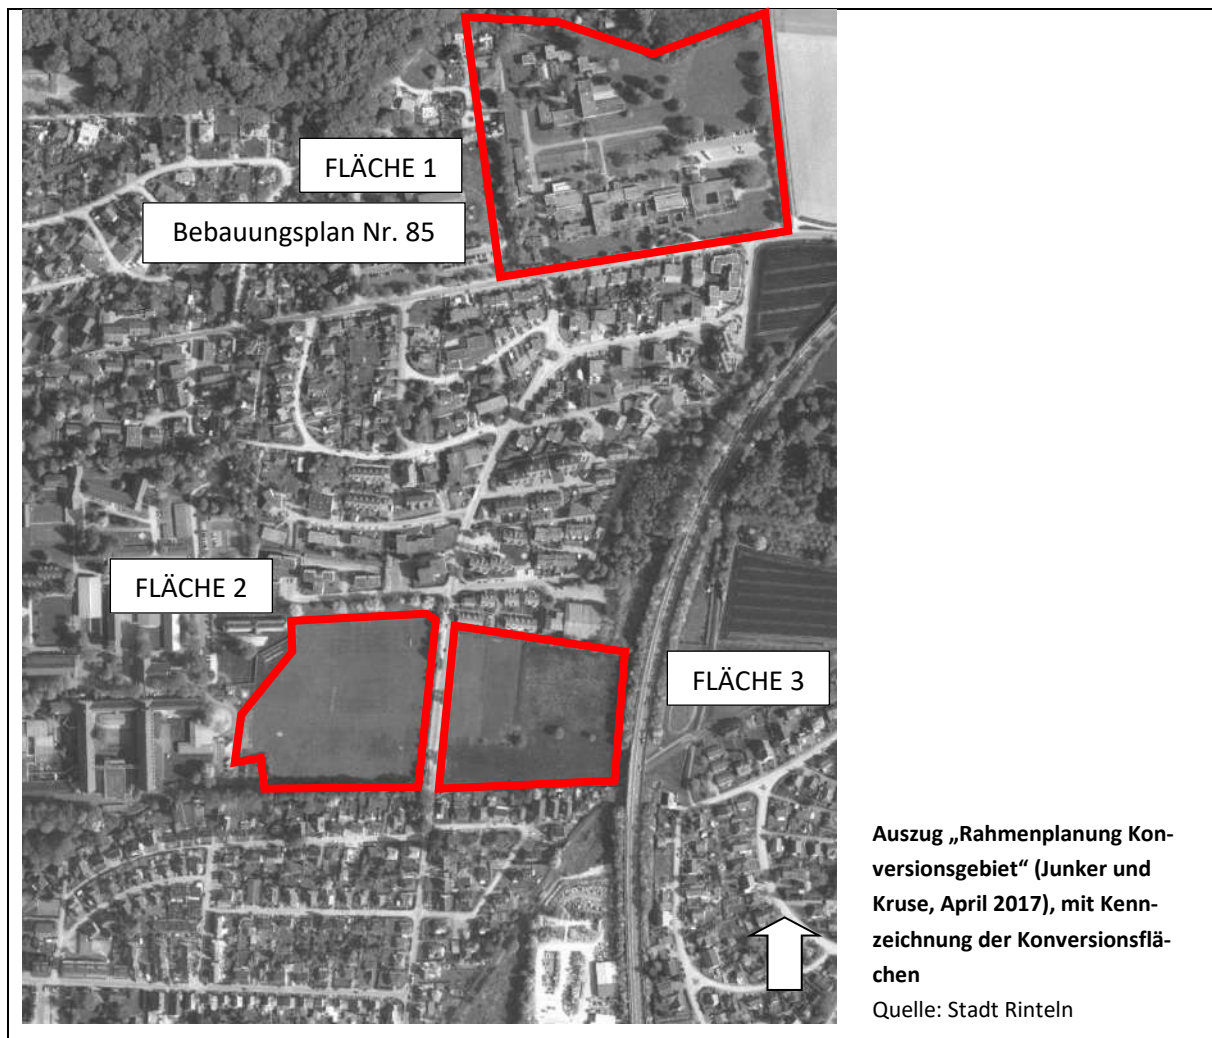 FLÄCHE 1
Bebauungsplan Nr. 85
FLÄCHE 2
FLÄCHE 3
Auszug „Rahmenplanung Kon-
versionsgebiet“ (Junker und
Kruse, April 2017), mit Kenn-
zeichnung der Konversionsflä-
chen
Quelle: Stadt Rinteln